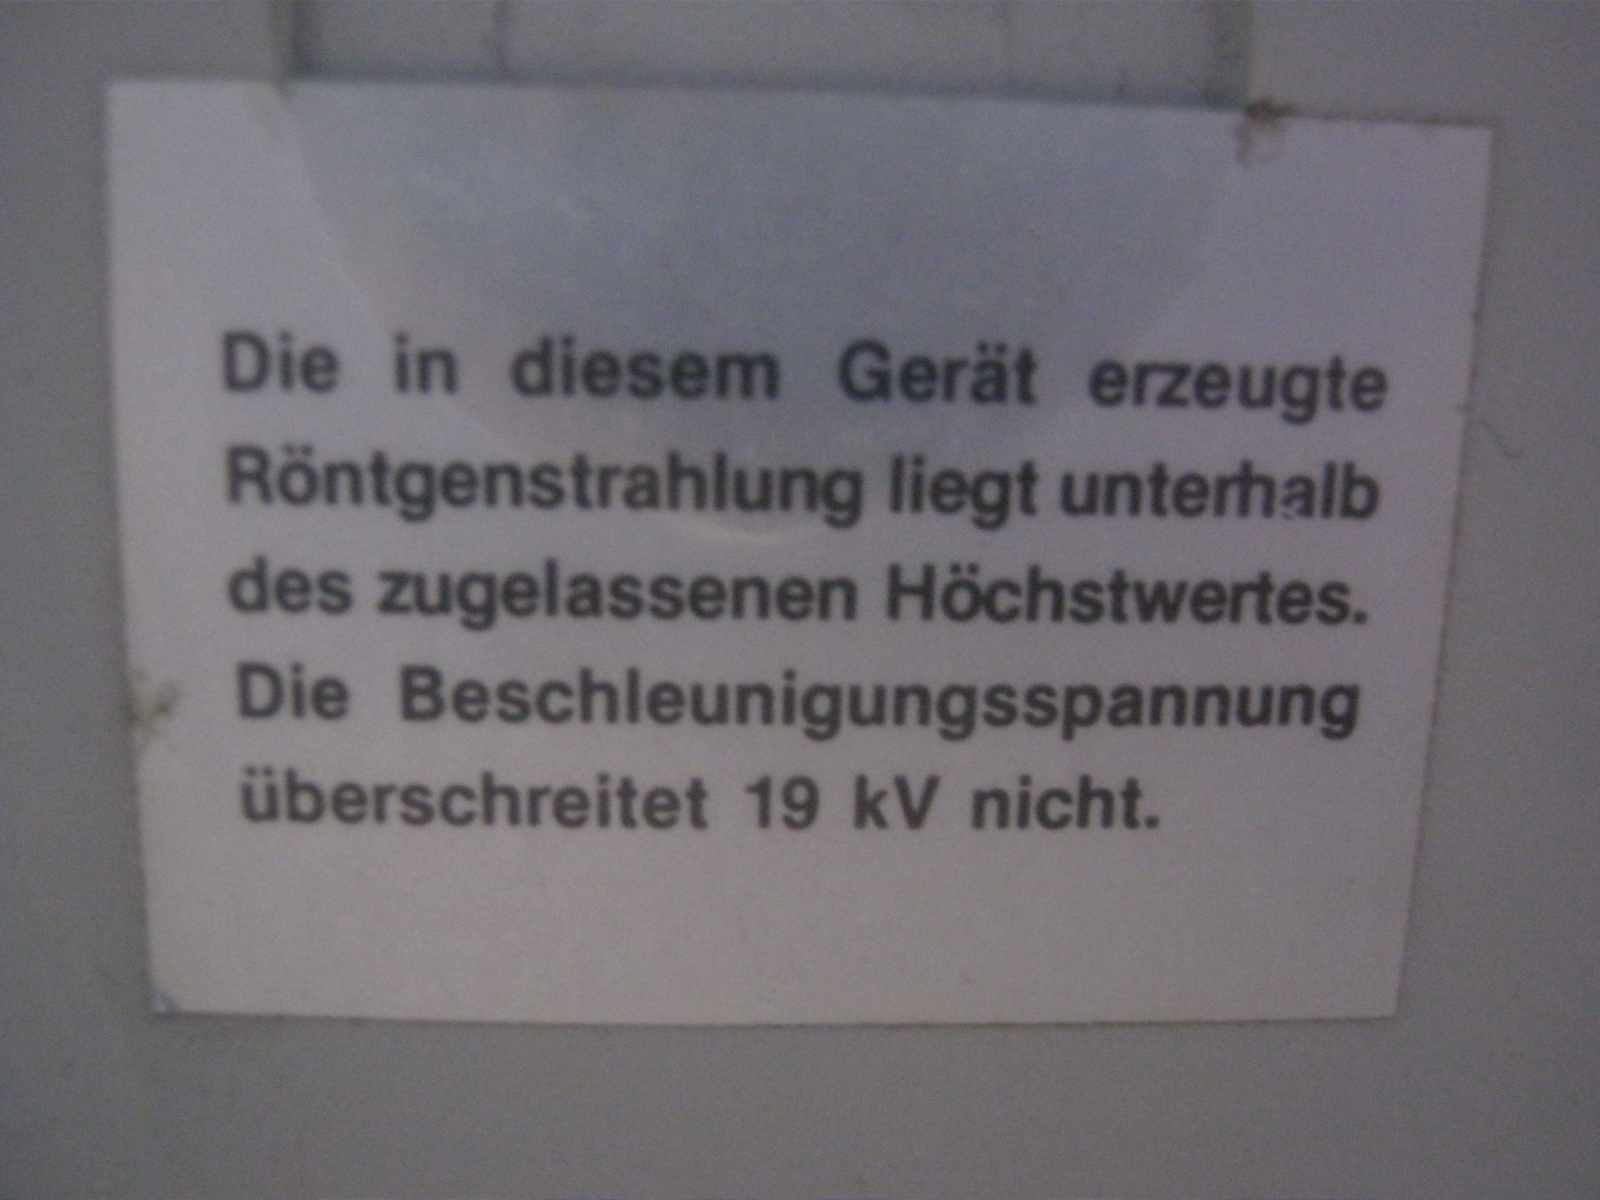 Die in diesem Gerät erzeugte
Röntgenstrahlung liegt unterhalb
des zugelassenen Höchstwertes.
Die Beschleunigungsspannung
überschreitet 19 kV nicht.